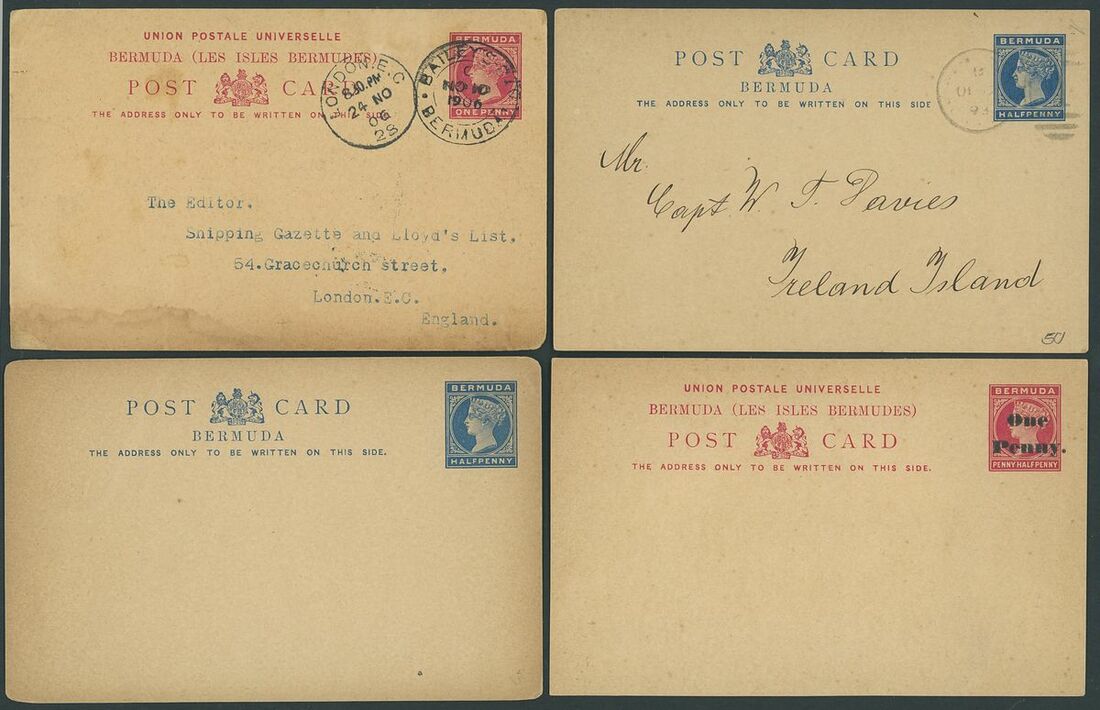 UNION POSTALE UNIVERSELLE
BERMUDA (LES ISLES BERMUDES)
POST CARD
THE ADDRESS ONLY TO BE WRITTEN ON THIS SIDE.
BERMUDA
ONE PENNY
LONDON. E.C
8.30. PM
24 NO
06
28
BERMUDA
1906
The Editor.
Shipping Gazette and Lloyd's List.
54.Gracechurch street.
London.E.C.
England.
POST CARD
BERMUDA
THE ADDRESS ONLY TO BE WRITTEN ON THIS SIDE
BERMUDA
HALFPENNY
Mr.
Capt. W. T. Davies
Ireland Island
50
POST CARD
BERMUDA
THE ADDRESS ONLY TO BE WRITTEN ON THIS SIDE.
BERMUDA
HALFPENNY
UNION POSTALE UNIVERSELLE
BERMUDA (LES ISLES BERMUDES)
POST CARD
THE ADDRESS ONLY TO BE WRITTEN ON THIS SIDE.
BERMUDA
One
Penny.
PENNY·HALFPENNY